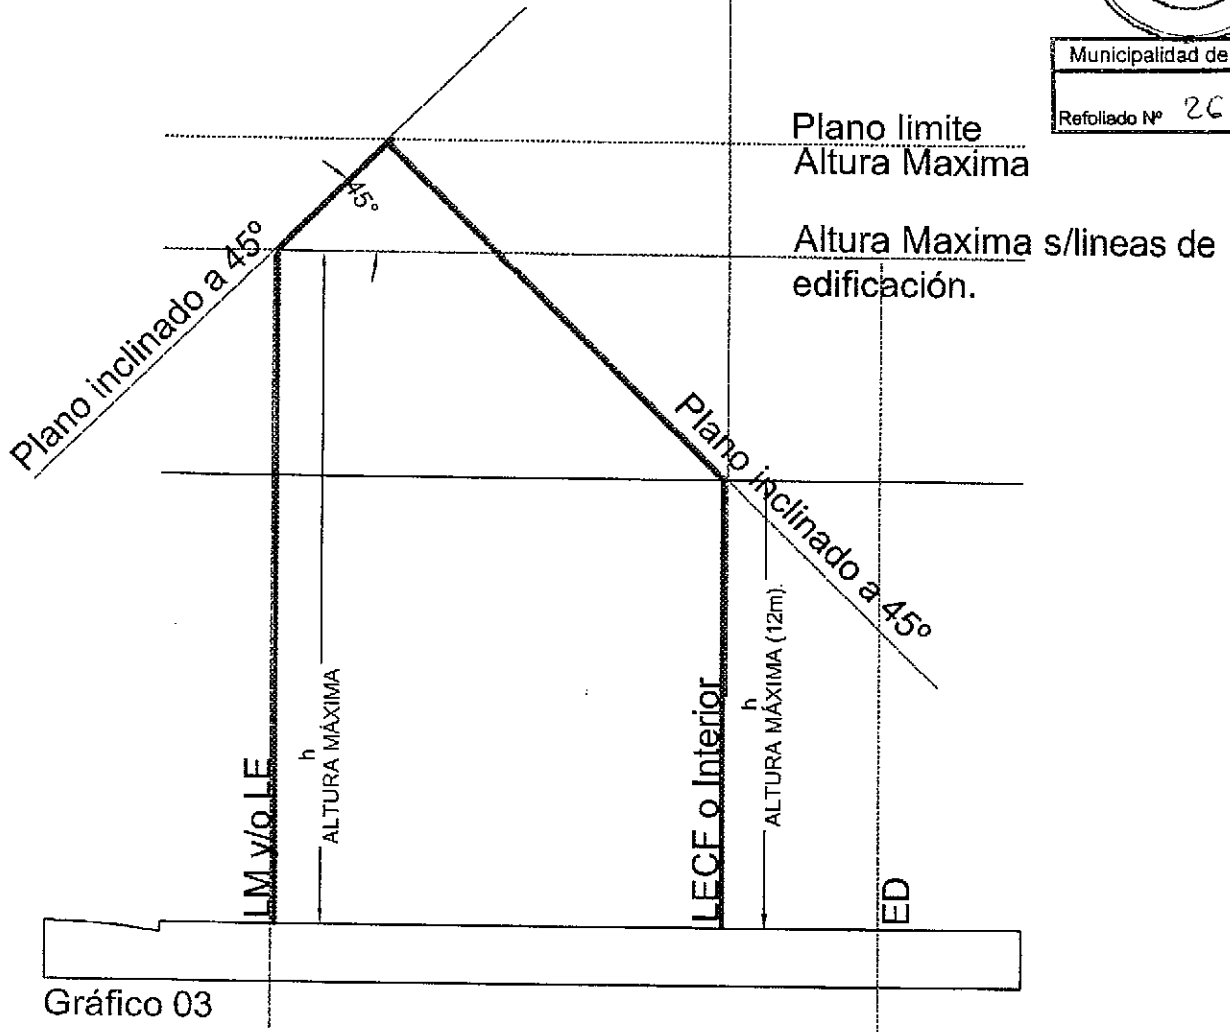 Municipalidad de
Refoliado Nº 26
Plano limite
Altura Maxima
45º
Plano inclinado a 45º
Altura Maxima s/lineas de
edificación.
Plano inclinado a 45º
h
ALTURA MÁXIMA
h
ALTURA MÁXIMA (12m).
LM y/o LE
LECF o Interior
ED
Gráfico 03